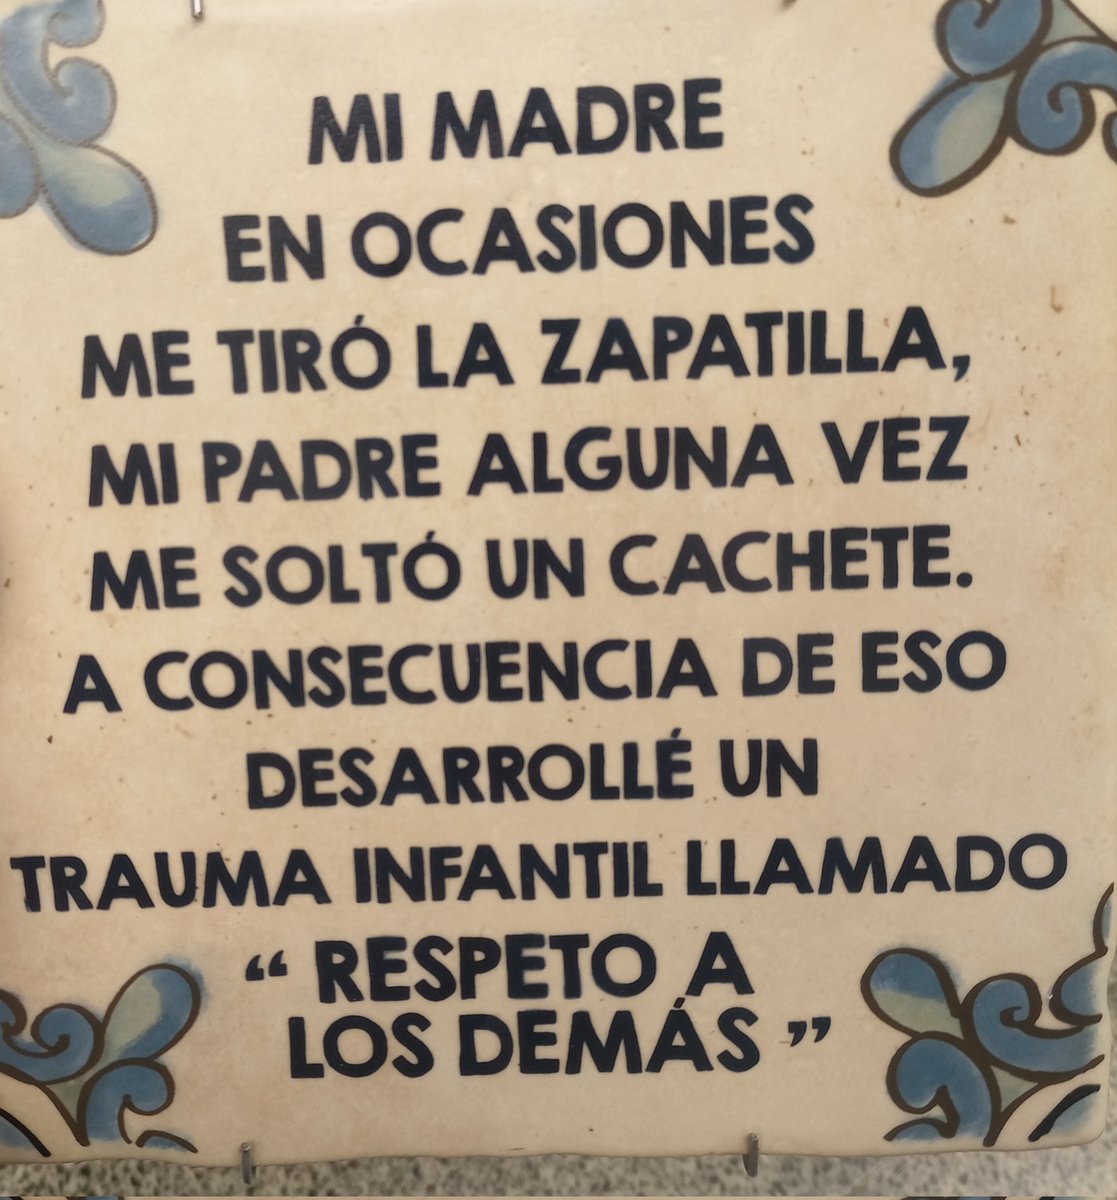 MI MADRE
EN OCASIONES
ME TIRÓ LA ZAPATILLA,
MI PADRE ALGUNA VEZ
ME SOLTÓ UN CACHETE.
A CONSECUENCIA DE ESO
DESARROLLÉ UN
TRAUMA INFANTIL LLAMADO
“ RESPETO A
LOS DEMÁS ”